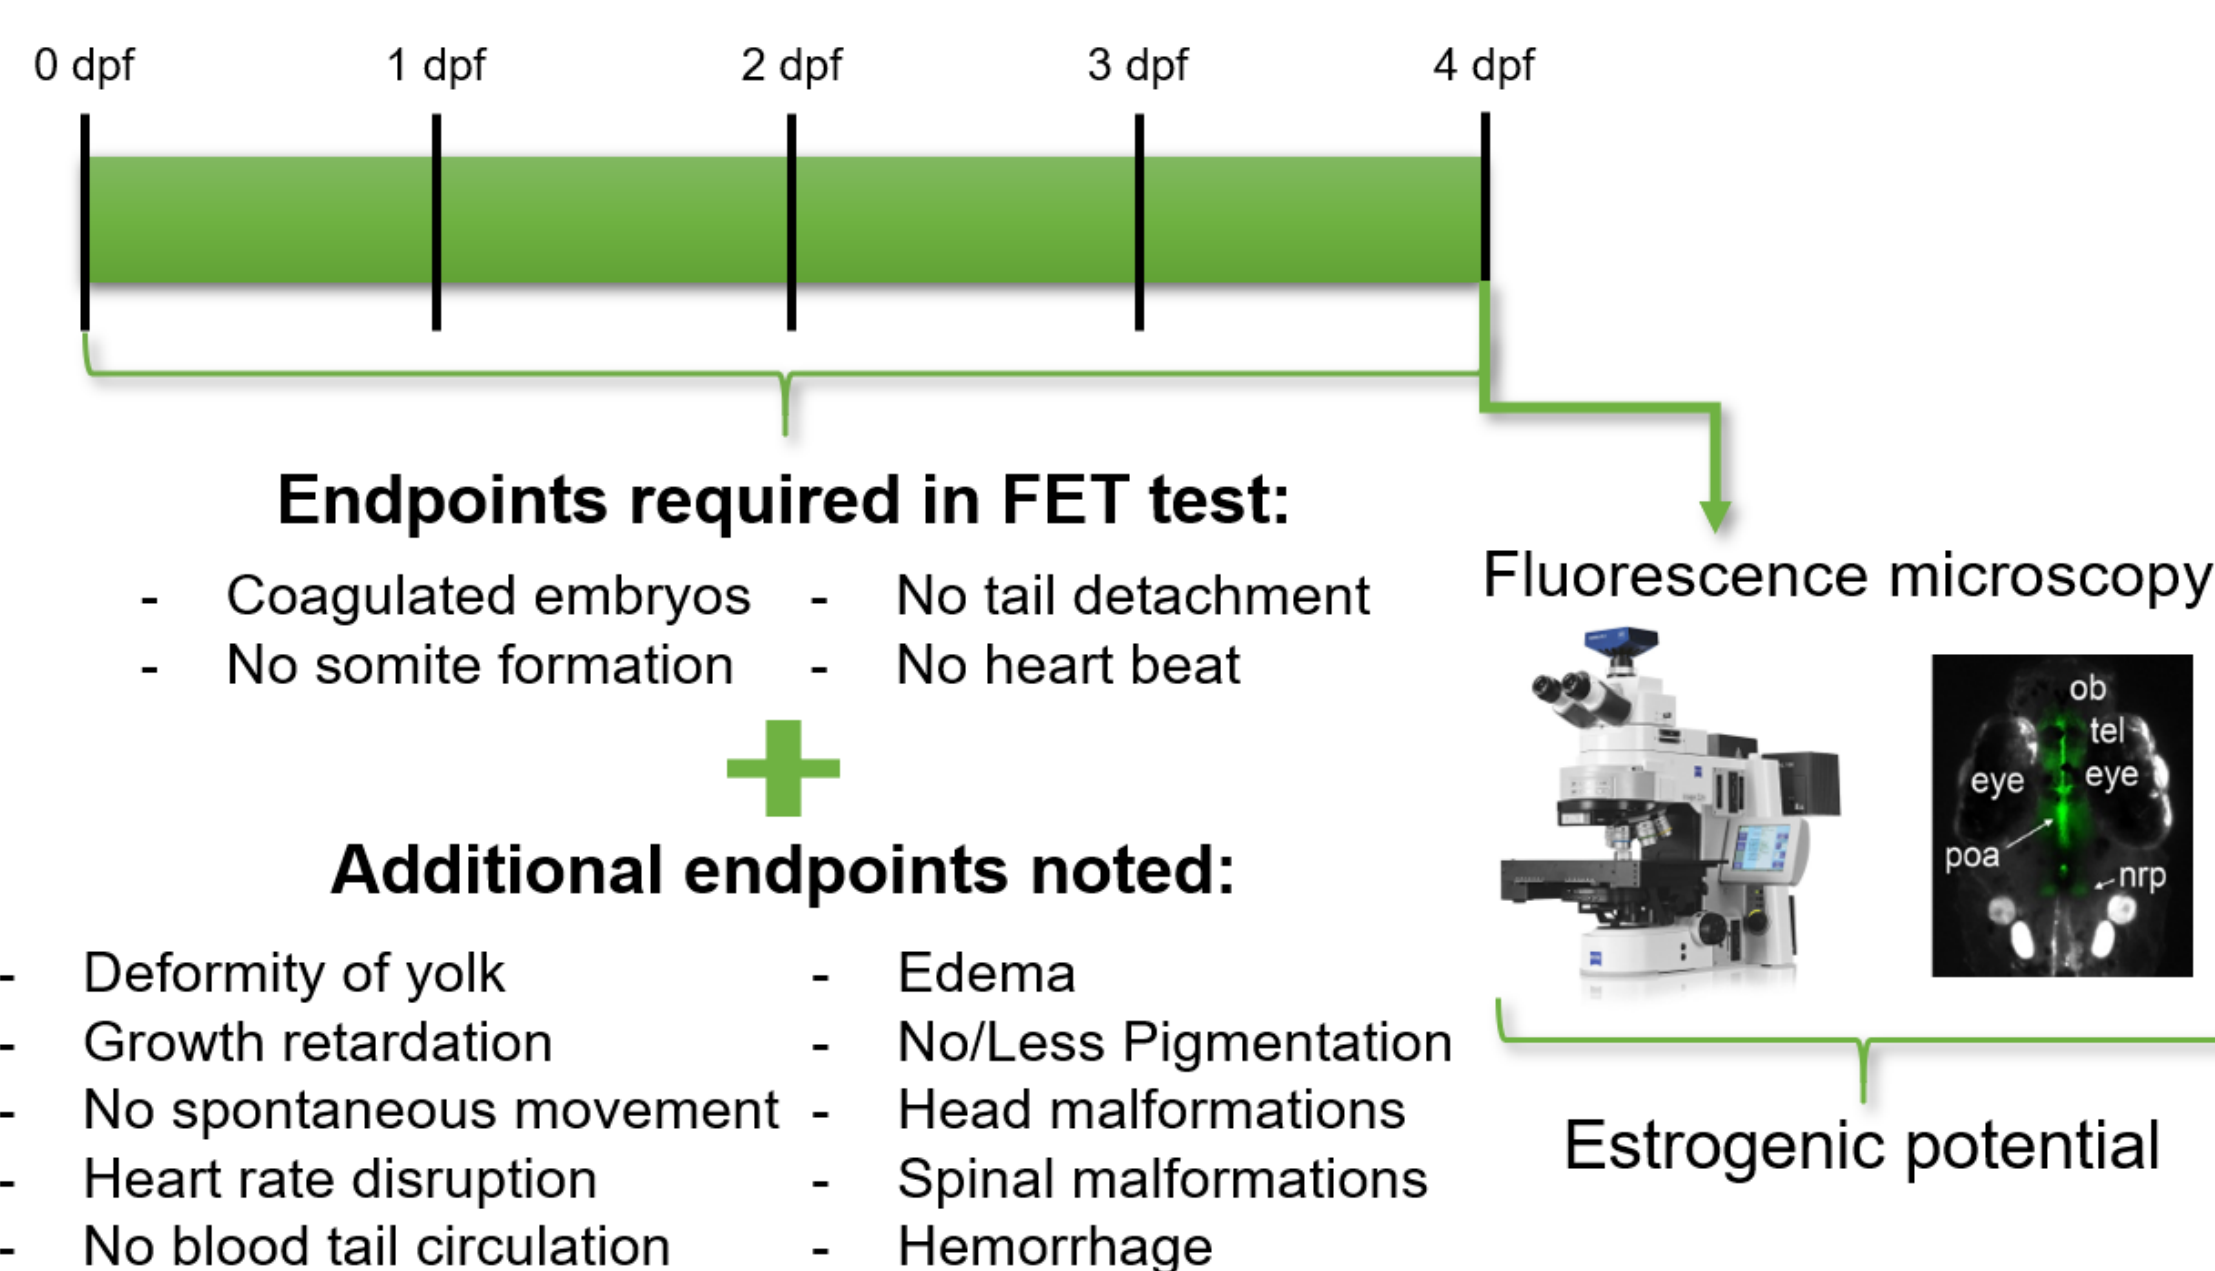 0 dpf 1 dpf 2 dpf 3 dpf 4 dpf
Endpoints required in FET test:
- Coagulated embryos - No tail detachment
- No somite formation - No heart beat
Additional endpoints noted:
- Deformity of yolk - Edema
- Growth retardation - No/Less Pigmentation
- No spontaneous movement - Head malformations
- Heart rate disruption - Spinal malformations
- No blood tail circulation - Hemorrhage
Fluorescence microscopy
ob
tel
eye eye
poa
nrp
Estrogenic potential